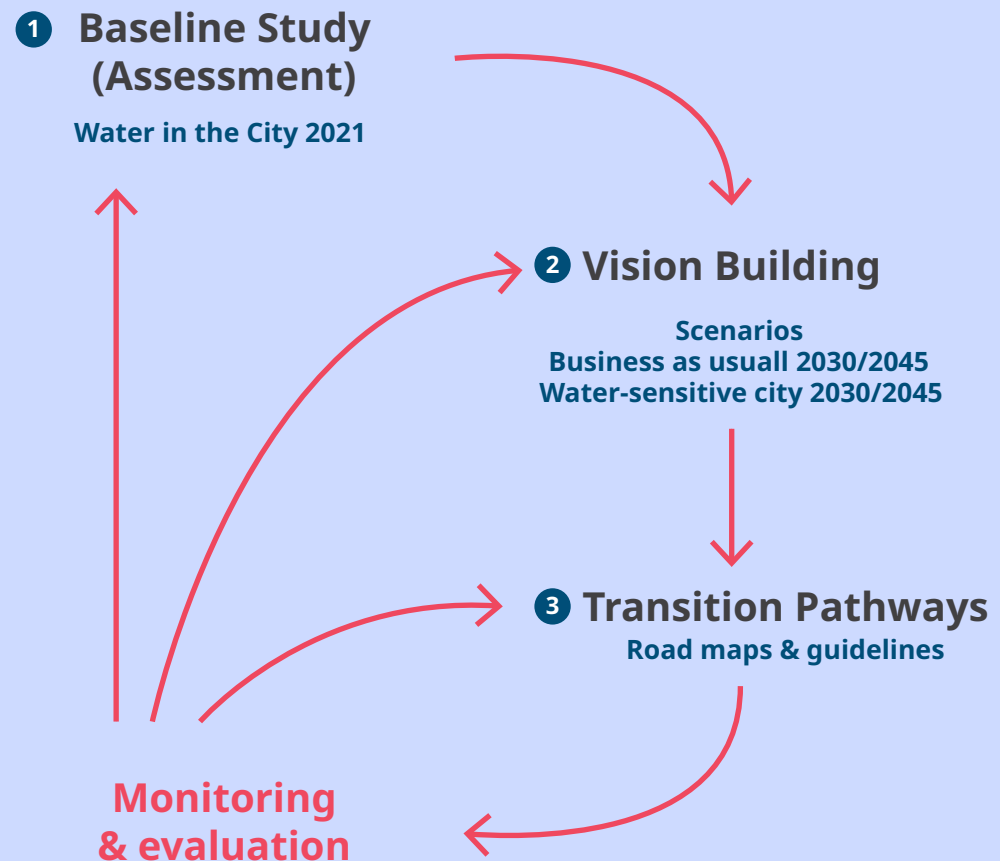 1 Baseline Study
(Assessment)
Water in the City 2021
2 Vision Building
Scenarios
Business as usuall 2030/2045
Water-sensitive city 2030/2045
3 Transition Pathways
Road maps & guidelines
Monitoring
& evaluation